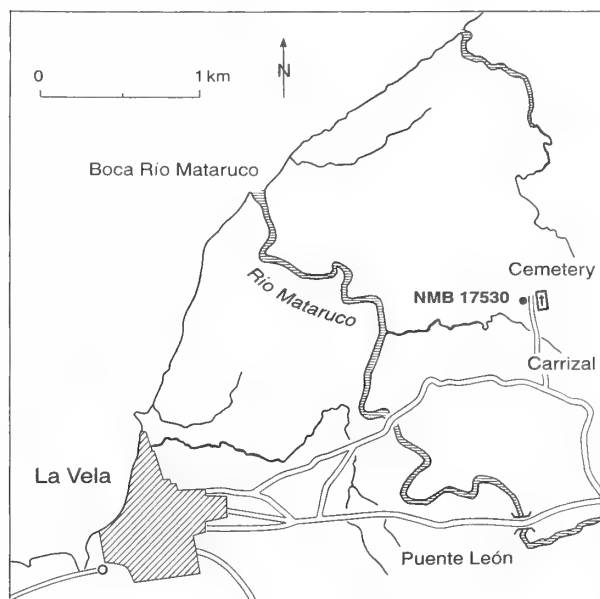 0
1 km
N
Boca Río Mataruco
Río Mataruco
Cemetery
NMB 17530
Carrizal
La Vela
Puente León